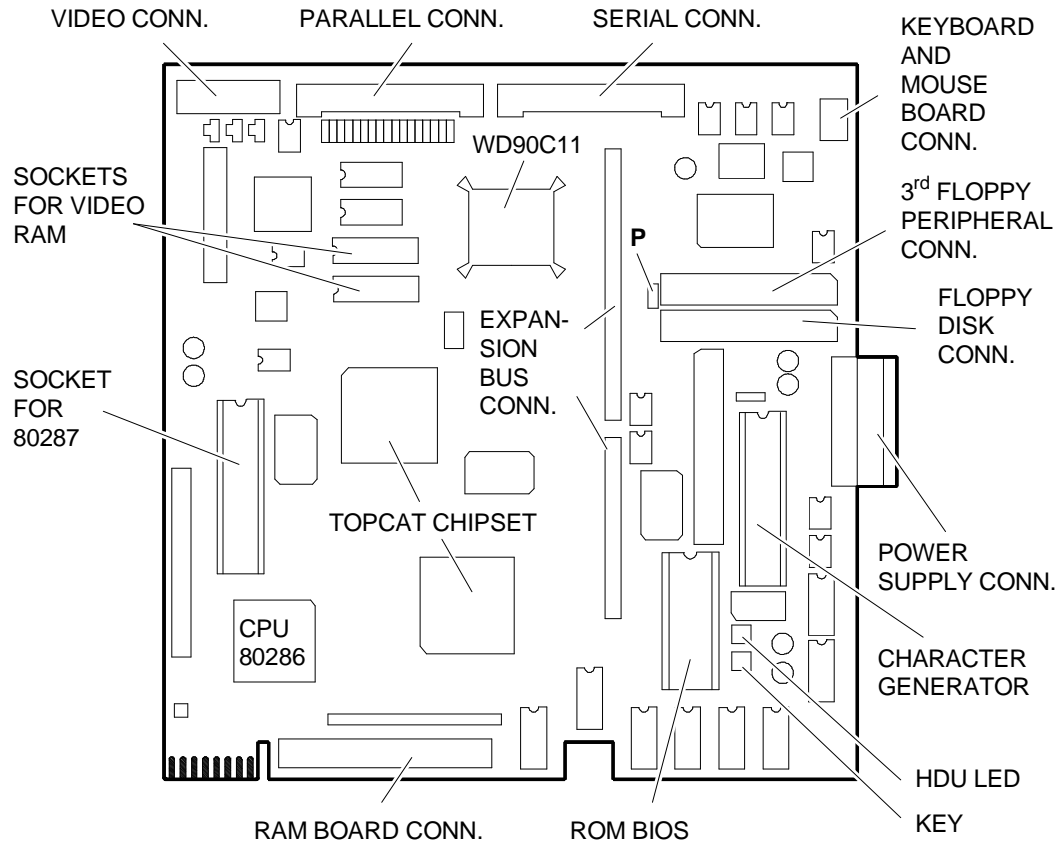 VIDEO CONN.
PARALLEL CONN.
SERIAL CONN.
KEYBOARD
AND
MOUSE
BOARD
CONN.
WD90C11
SOCKETS
FOR VIDEO
RAM
3rd FLOPPY
PERIPHERAL
CONN.
P
FLOPPY
DISK
CONN.
EXPAN-
SION
BUS
CONN.
SOCKET
FOR
80287
TOPCAT CHIPSET
POWER
SUPPLY CONN.
CPU
80286
CHARACTER
GENERATOR
HDU LED
KEY
RAM BOARD CONN.
ROM BIOS